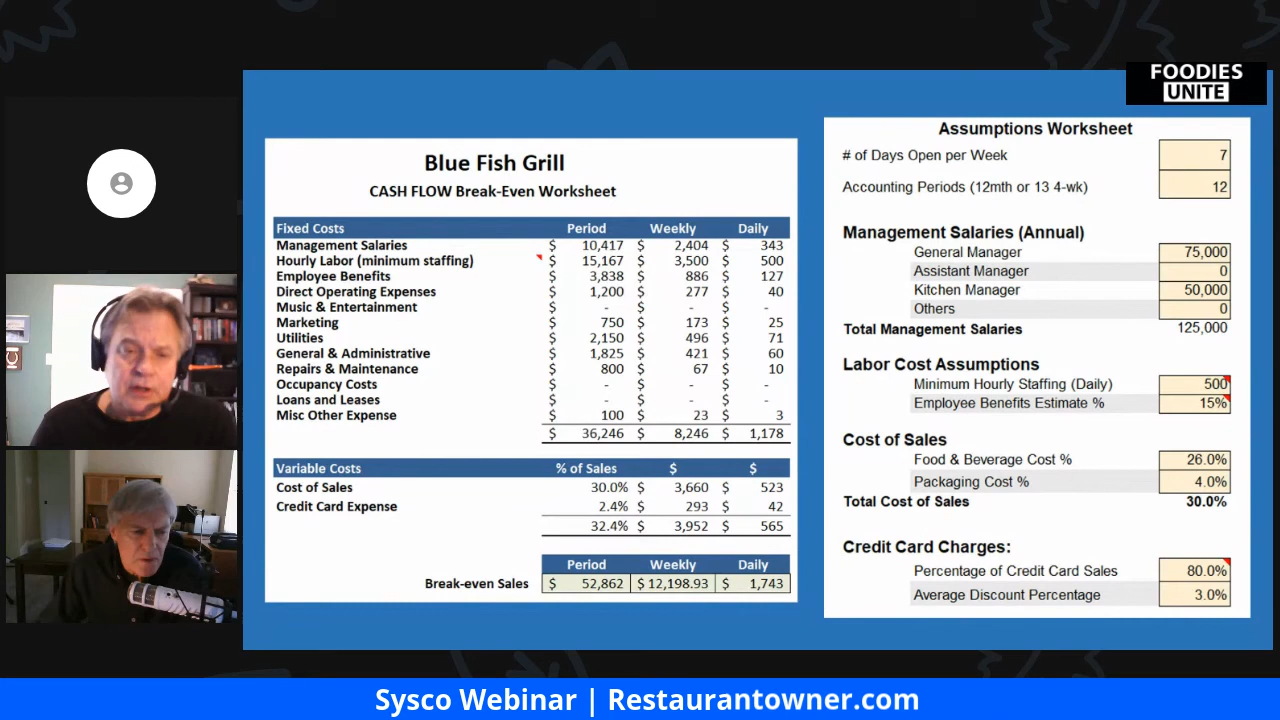 FOODIES
UNITE
Blue Fish Grill
CASH FLOW Break-Even Worksheet
Fixed Costs Period Weekly Daily
Management Salaries $ 10,417 $ 2,404 $ 343
Hourly Labor (minimum staffing) $ 15,167 $ 3,500 $ 500
Employee Benefits $ 3,838 $ 886 $ 127
Direct Operating Expenses $ 1,200 $ 277 $ 40
Music & Entertainment $ - $ - $ -
Marketing $ 750 $ 173 $ 25
Utilities $ 2,150 $ 496 $ 71
General & Administrative $ 1,825 $ 421 $ 60
Repairs & Maintenance $ 800 $ 67 $ 10
Occupancy Costs $ - $ - $ -
Loans and Leases $ - $ - $ -
Misc Other Expense $ 100 $ 23 $ 3
$ 36,246 $ 8,246 $ 1,178
Variable Costs % of Sales $ $
Cost of Sales 30.0% $ 3,660 $ 523
Credit Card Expense 2.4% $ 293 $ 42
32.4% $ 3,952 $ 565
Period Weekly Daily
Break-even Sales $ 52,862 $ 12,198.93 $ 1,743
Assumptions Worksheet
# of Days Open per Week 7
Accounting Periods (12mth or 13 4-wk) 12
Management Salaries (Annual)
General Manager 75,000
Assistant Manager 0
Kitchen Manager 50,000
Others 0
Total Management Salaries 125,000
Labor Cost Assumptions
Minimum Hourly Staffing (Daily) 500
Employee Benefits Estimate % 15%
Cost of Sales
Food & Beverage Cost % 26.0%
Packaging Cost % 4.0%
Total Cost of Sales 30.0%
Credit Card Charges:
Percentage of Credit Card Sales 80.0%
Average Discount Percentage 3.0%
Sysco Webinar | Restaurantowner.com